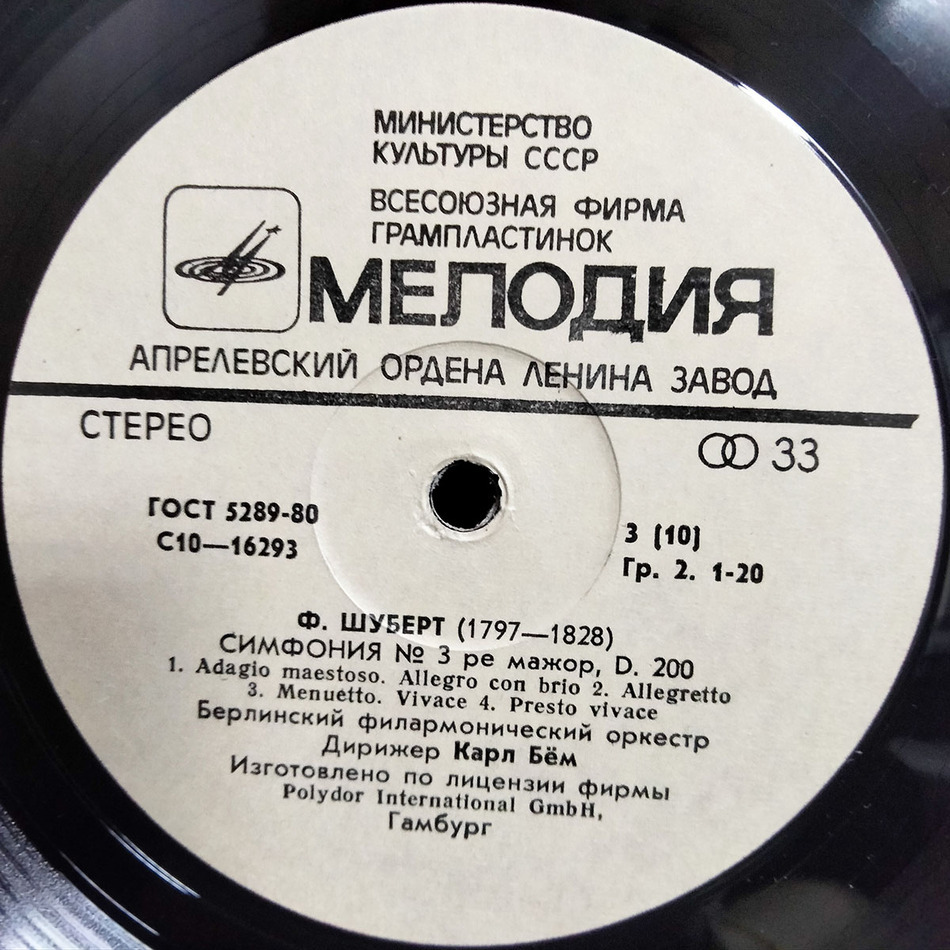 МИНИСТЕРСТВО
КУЛЬТУРЫ СССР
ВСЕСОЮЗНАЯ ФИРМА
ГРАМПЛАСТИНОК
МЕЛОДИЯ
АПРЕЛЕВСКИЙ ОРДЕНА ЛЕНИНА ЗАВОД
СТЕРЕО
33
ГОСТ 5289-80
С10—16293
3 (10)
Гр. 2. 1-20
Ф. ШУБЕРТ (1797—1828)
СИМФОНИЯ № 3 ре мажор, D. 200
1. Adagio maestoso. Allegro con brio 2. Allegretto
3. Menuetto. Vivace 4. Presto vivace
Берлинский филармонический оркестр
Дирижер Карл Бём
Изготовлено по лицензии фирмы
Polydor International GmbH,
Гамбург